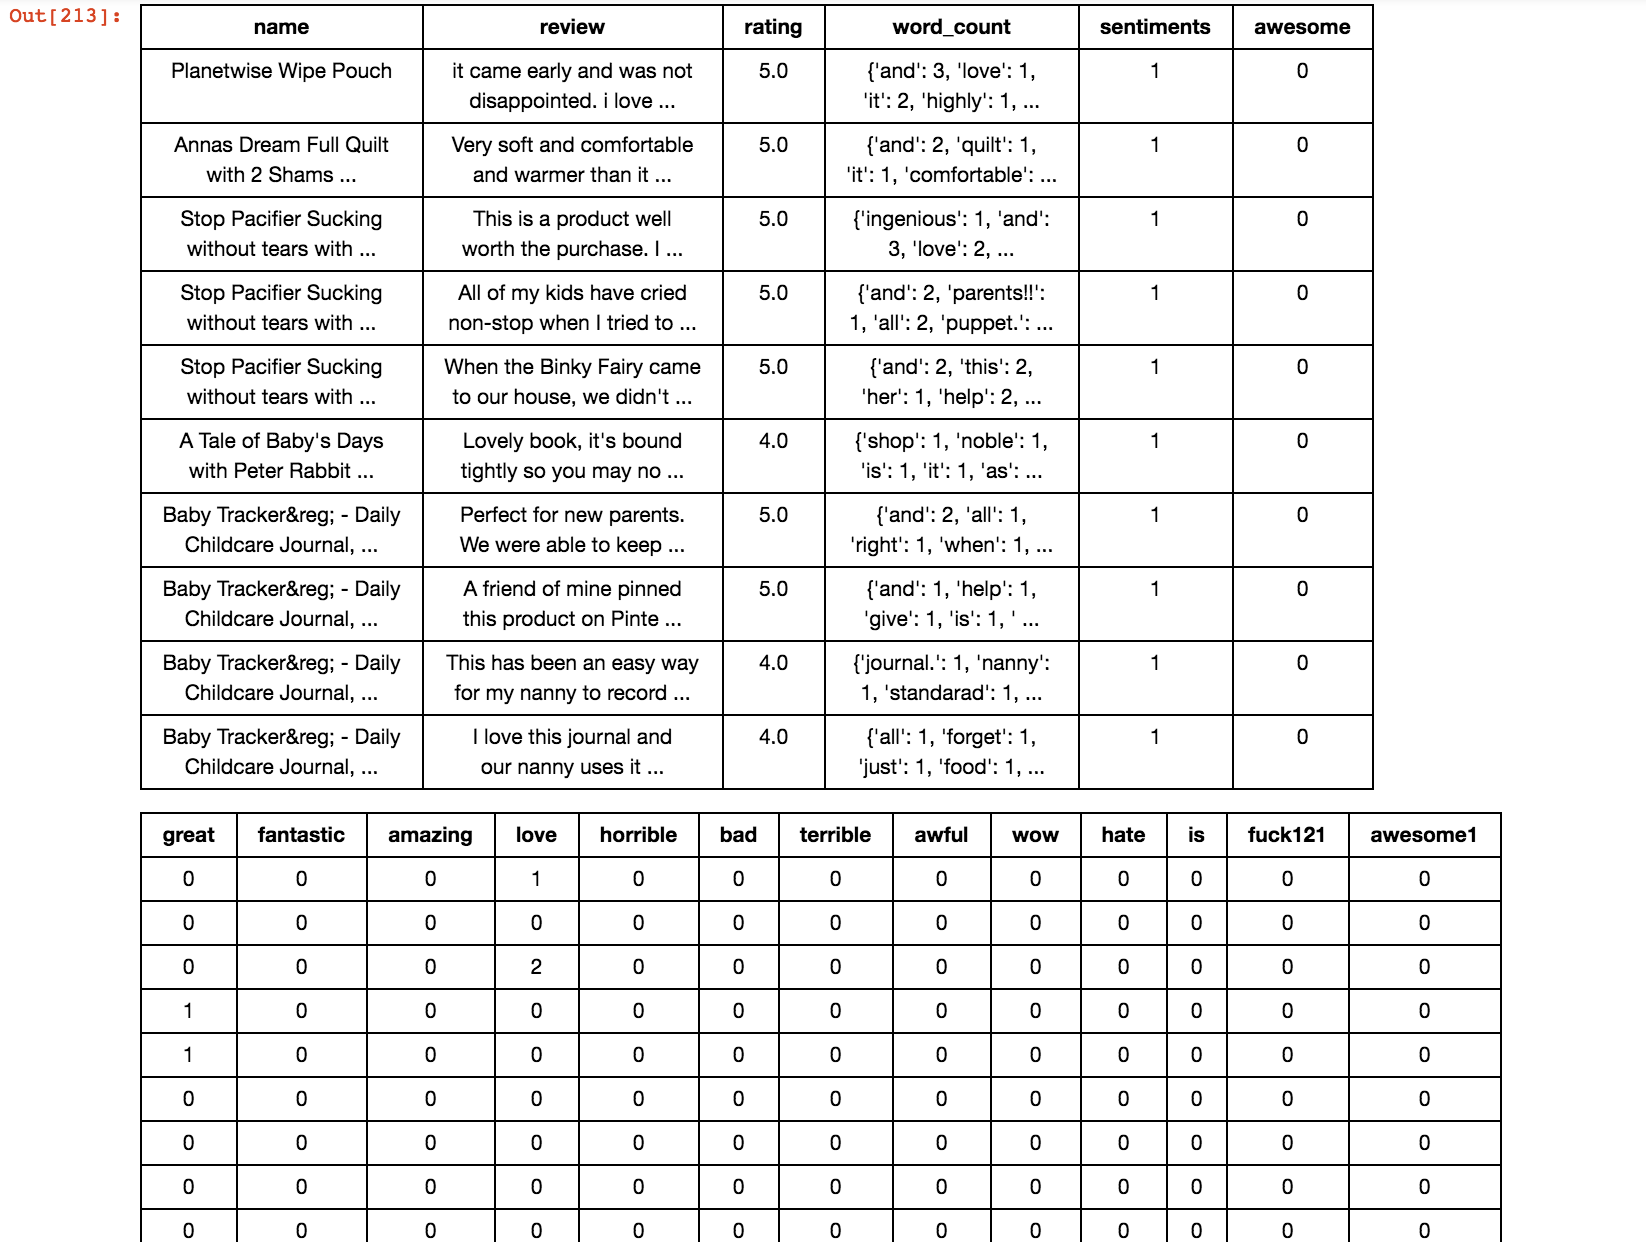 Out[213]:
name review rating word_count sentiments awesome
Planetwise Wipe Pouch it came early and was not 5.0 {'and': 3, 'love': 1, 1 0
disappointed. i love ... 'it': 2, 'highly': 1, ...
Annas Dream Full Quilt Very soft and comfortable 5.0 {'and': 2, 'quilt': 1, 1 0
with 2 Shams ... and warmer than it ... 'it': 1, 'comfortable': ...
Stop Pacifier Sucking This is a product well 5.0 {'ingenious': 1, 'and': 1 0
without tears with ... worth the purchase. I ... 3, 'love': 2, ...
Stop Pacifier Sucking All of my kids have cried 5.0 {'and': 2, 'parents!!': 1 0
without tears with ... non-stop when I tried to ... 1, 'all': 2, 'puppet.': ...
Stop Pacifier Sucking When the Binky Fairy came 5.0 {'and': 2, 'this': 2, 1 0
without tears with ... to our house, we didn't ... 'her': 1, 'help': 2, ...
A Tale of Baby's Days Lovely book, it's bound 4.0 {'shop': 1, 'noble': 1, 1 0
with Peter Rabbit ... tightly so you may no ... 'is': 1, 'it': 1, 'as': ...
Baby Tracker&reg; - Daily Perfect for new parents. 5.0 {'and': 2, 'all': 1, 1 0
Childcare Journal, ... We were able to keep ... 'right': 1, 'when': 1, ...
Baby Tracker&reg; - Daily A friend of mine pinned 5.0 {'and': 1, 'help': 1, 1 0
Childcare Journal, ... this product on Pinte ... 'give': 1, 'is': 1, ' ...
Baby Tracker&reg; - Daily This has been an easy way 4.0 {'journal.': 1, 'nanny': 1 0
Childcare Journal, ... for my nanny to record ... 1, 'standarad': 1, ...
Baby Tracker&reg; - Daily I love this journal and 4.0 {'all': 1, 'forget': 1, 1 0
Childcare Journal, ... our nanny uses it ... 'just': 1, 'food': 1, ...
great fantastic amazing love horrible bad terrible awful wow hate is fuck121 awesome1
0 0 0 1 0 0 0 0 0 0 0 0 0
0 0 0 0 0 0 0 0 0 0 0 0 0
0 0 0 2 0 0 0 0 0 0 0 0 0
1 0 0 0 0 0 0 0 0 0 0 0 0
1 0 0 0 0 0 0 0 0 0 0 0 0
0 0 0 0 0 0 0 0 0 0 0 0 0
0 0 0 0 0 0 0 0 0 0 0 0 0
0 0 0 0 0 0 0 0 0 0 0 0 0
0 0 0 0 0 0 0 0 0 0 0 0 0